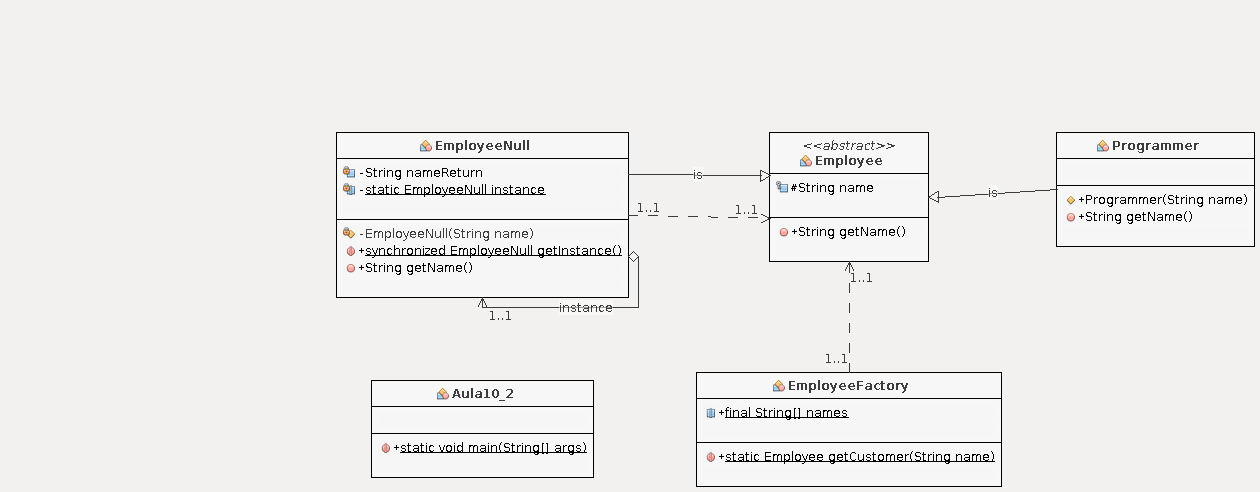 EmployeeNull
-String nameReturn
-static EmployeeNull instance
-EmployeeNull(String name)
+synchronized EmployeeNull getInstance()
+String getName()
is
1..1
1..1
<<abstract>>
Employee
#String name
+String getName()
is
Programmer
+Programmer(String name)
+String getName()
instance
1..1
1..1
1..1
Aula10_2
+static void main(String[] args)
EmployeeFactory
+final String[] names
+static Employee getCustomer(String name)